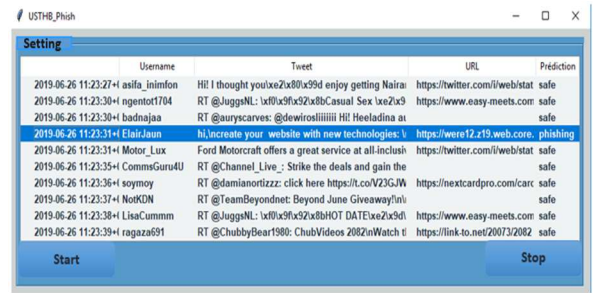 USTHB_Phish
Setting
Username Tweet URL Prédiction
2019-06-26 11:23:27+( asifa_inimfon Hi! I thought you\xe2\x80\x99d enjoy getting Naira https://twitter.com/i/web/stat safe
2019-06-26 11:23:30+( ngentot1704 RT @JuggsNL: \xf0\x9f\x92\x8bCasual Sex \xe2\x9 https://www.easy-meets.com safe
2019-06-26 11:23:30+( badnajaa RT @auryscarves: @dewirosliiiiiii Hi! Heeladina au safe
2019-06-26 11:23:31+( ElairJaun hi,\ncreate your website with new technologies: \ https://were12.z19.web.core. phishing
2019-06-26 11:23:31+( Motor_Lux Ford Motorcraft offers a great service at all-inclusiv https://twitter.com/i/web/stat safe
2019-06-26 11:23:35+( CommsGuru4U RT @Channel_Live_: Strike the deals and gain the safe
2019-06-26 11:23:36+( soymoy RT @damianortizzz: click here https://t.co/V23GJW https://nextcardpro.com/carc safe
2019-06-26 11:23:37+( NotKDN RT @TeamBeyondnet: Beyond June Giveaway!\n\ safe
2019-06-26 11:23:38+( LisaCummm RT @JuggsNL: \xf0\x9f\x92\x8bHOT DATE\xe2\x9d\ https://www.easy-meets.com safe
2019-06-26 11:23:39+( ragaza691 RT @ChubbyBear1980: ChubVideos 2082\nWatch t https://link-to.net/20073/2082 safe
Start Stop